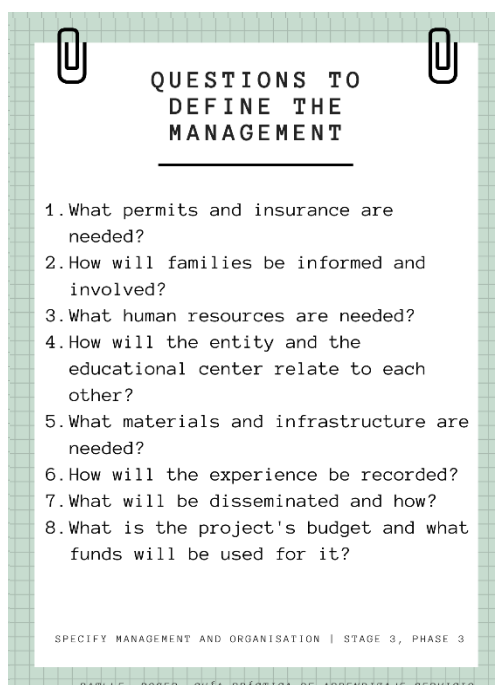 QUESTIONS TO
DEFINE THE
MANAGEMENT
1. What permits and insurance are
needed?
2. How will families be informed and
involved?
3. What human resources are needed?
4. How will the entity and the
educational center relate to each
other?
5. What materials and infrastructure are
needed?
6. How will the experience be recorded?
7. What will be disseminated and how?
8. What is the project's budget and what
funds will be used for it?
SPECIFY MANAGEMENT AND ORGANISATION | STAGE 3, PHASE 3